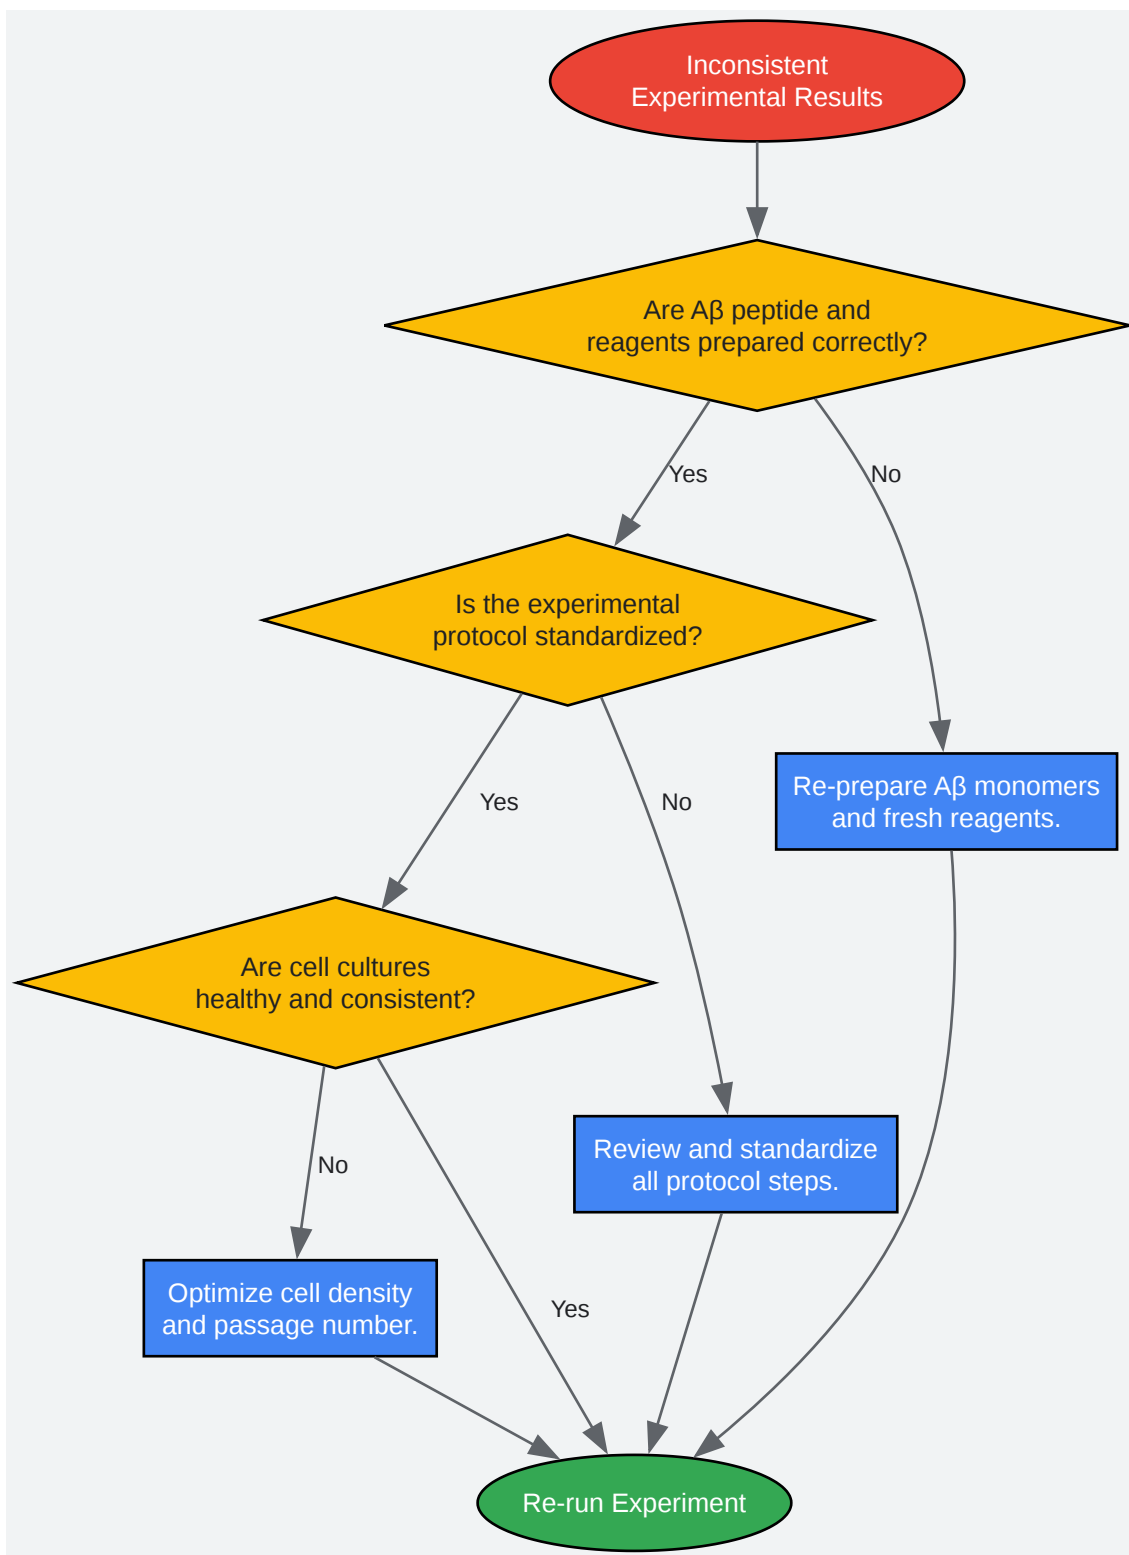 Inconsistent
Experimental Results
Are Aβ peptide and
reagents prepared correctly?
Yes
No
Is the experimental
protocol standardized?
Re-prepare Aβ monomers
and fresh reagents.
Yes
No
Are cell cultures
healthy and consistent?
Review and standardize
all protocol steps.
No
Optimize cell density
and passage number.
Yes
Re-run Experiment